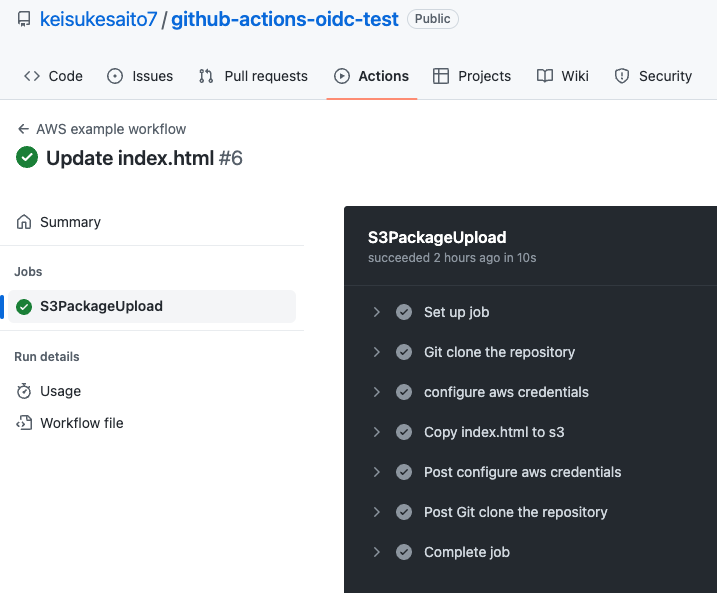 keisukesaito7 / github-actions-oidc-test Public
Code Issues Pull requests Actions Projects Wiki Security
AWS example workflow
Update index.html #6
Summary
Jobs
S3PackageUpload
Run details
Usage
Workflow file
S3PackageUpload
succeeded 2 hours ago in 10s
Set up job
Git clone the repository
configure aws credentials
Copy index.html to s3
Post configure aws credentials
Post Git clone the repository
Complete job